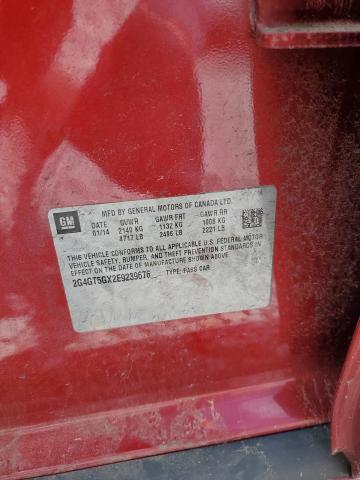 GM
MFD BY GENERAL MOTORS OF CANADA LTD.
DATE GVWR GAWR FRT GAWR RR
01/14 2140 KG 1132 KG 1008 KG
4717 LB 2496 LB 2221 LB
THIS VEHICLE CONFORMS TO ALL APPLICABLE U.S. FEDERAL MOTOR
VEHICLE SAFETY, BUMPER, AND THEFT PREVENTION STANDARDS IN
EFFECT ON THE DATE OF MANUFACTURE SHOWN ABOVE.
2G4GT5GX2E9239676 TYPE: PASS CAR